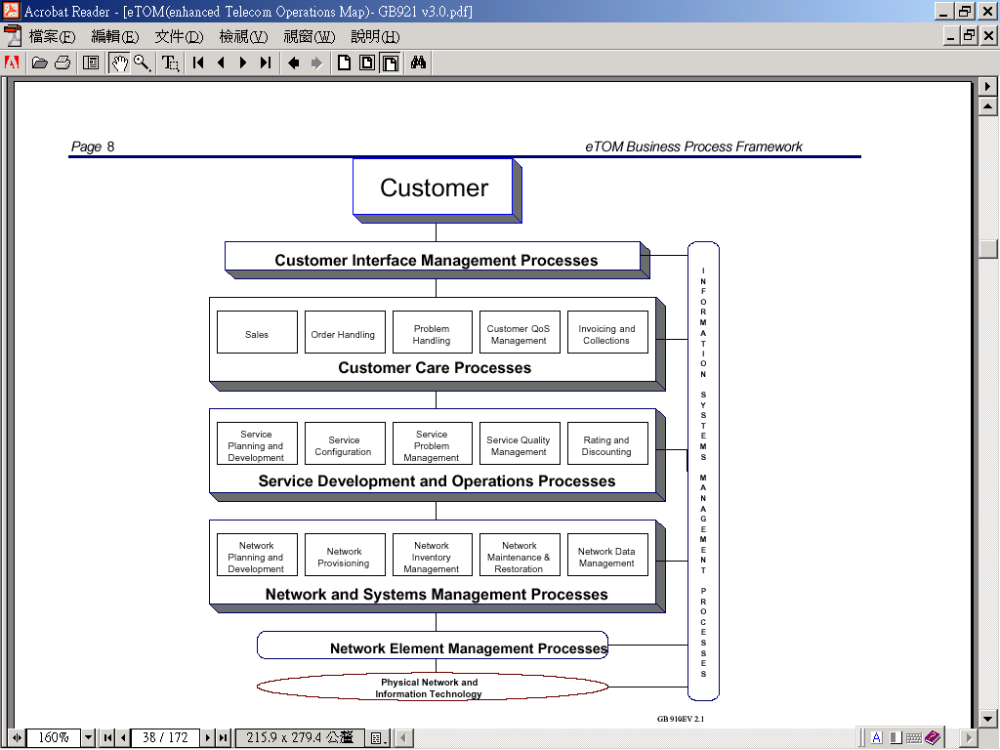 Acrobat Reader - [eTOM(enhanced Telecom Operations Map)- GB921 v3.0.pdf]
檔案(F) 編輯(E) 文件(D) 檢視(V) 視窗(W) 說明(H)
Page 8 eTOM Business Process Framework
Customer
Customer Interface Management Processes
Sales
Order Handling
Problem
Handling
Customer QoS
Management
Invoicing and
Collections
Customer Care Processes
Service
Planning and
Development
Service
Configuration
Service
Problem
Management
Service Quality
Management
Rating and
Discounting
Service Development and Operations Processes
Network
Planning and
Development
Network
Provisioning
Network
Inventory
Management
Network
Maintenance &
Restoration
Network Data
Management
Network and Systems Management Processes
Network Element Management Processes
Physical Network and
Information Technology
INFORMATION SYSTEMS MANAGEMENT PROCESSES
GB 910EV 2.1
160% 38 / 172 215.9 x 279.4 公釐 A